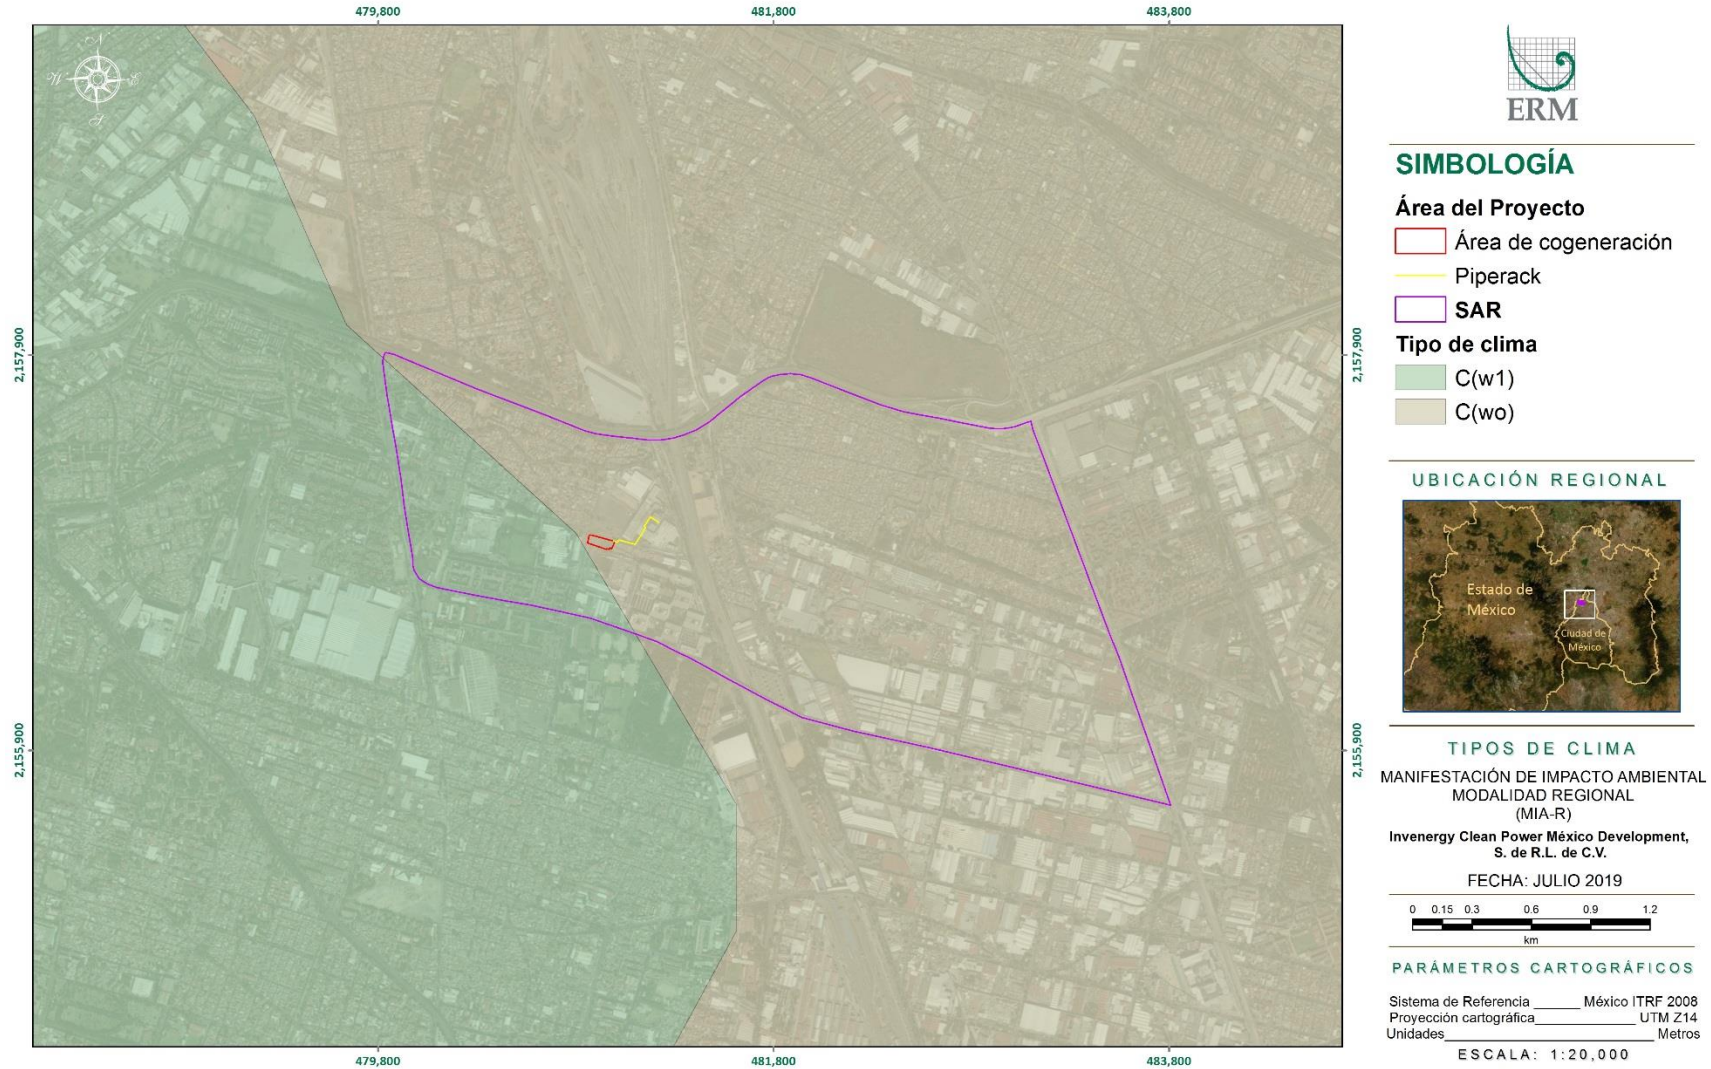 479,800
481,800
483,800
2,157,900
2,157,900
2,155,900
2,155,900
479,800
481,800
483,800
ERM
SIMBOLOGÍA
Área del Proyecto
Área de cogeneración
Piperack
SAR
Tipo de clima
C(w1)
C(wo)
UBICACIÓN REGIONAL
Estado de
México
Ciudad de
México
TIPOS DE CLIMA
MANIFESTACIÓN DE IMPACTO AMBIENTAL
MODALIDAD REGIONAL
(MIA-R)
Invenergy Clean Power México Development,
S. de R.L. de C.V.
FECHA: JULIO 2019
0 0.15 0.3 0.6 0.9 1.2
km
PARÁMETROS CARTOGRÁFICOS
Sistema de Referencia ______ México ITRF 2008
Proyección cartográfica ____________ UTM Z14
Unidades _________________________ Metros
ESCALA: 1:20,000